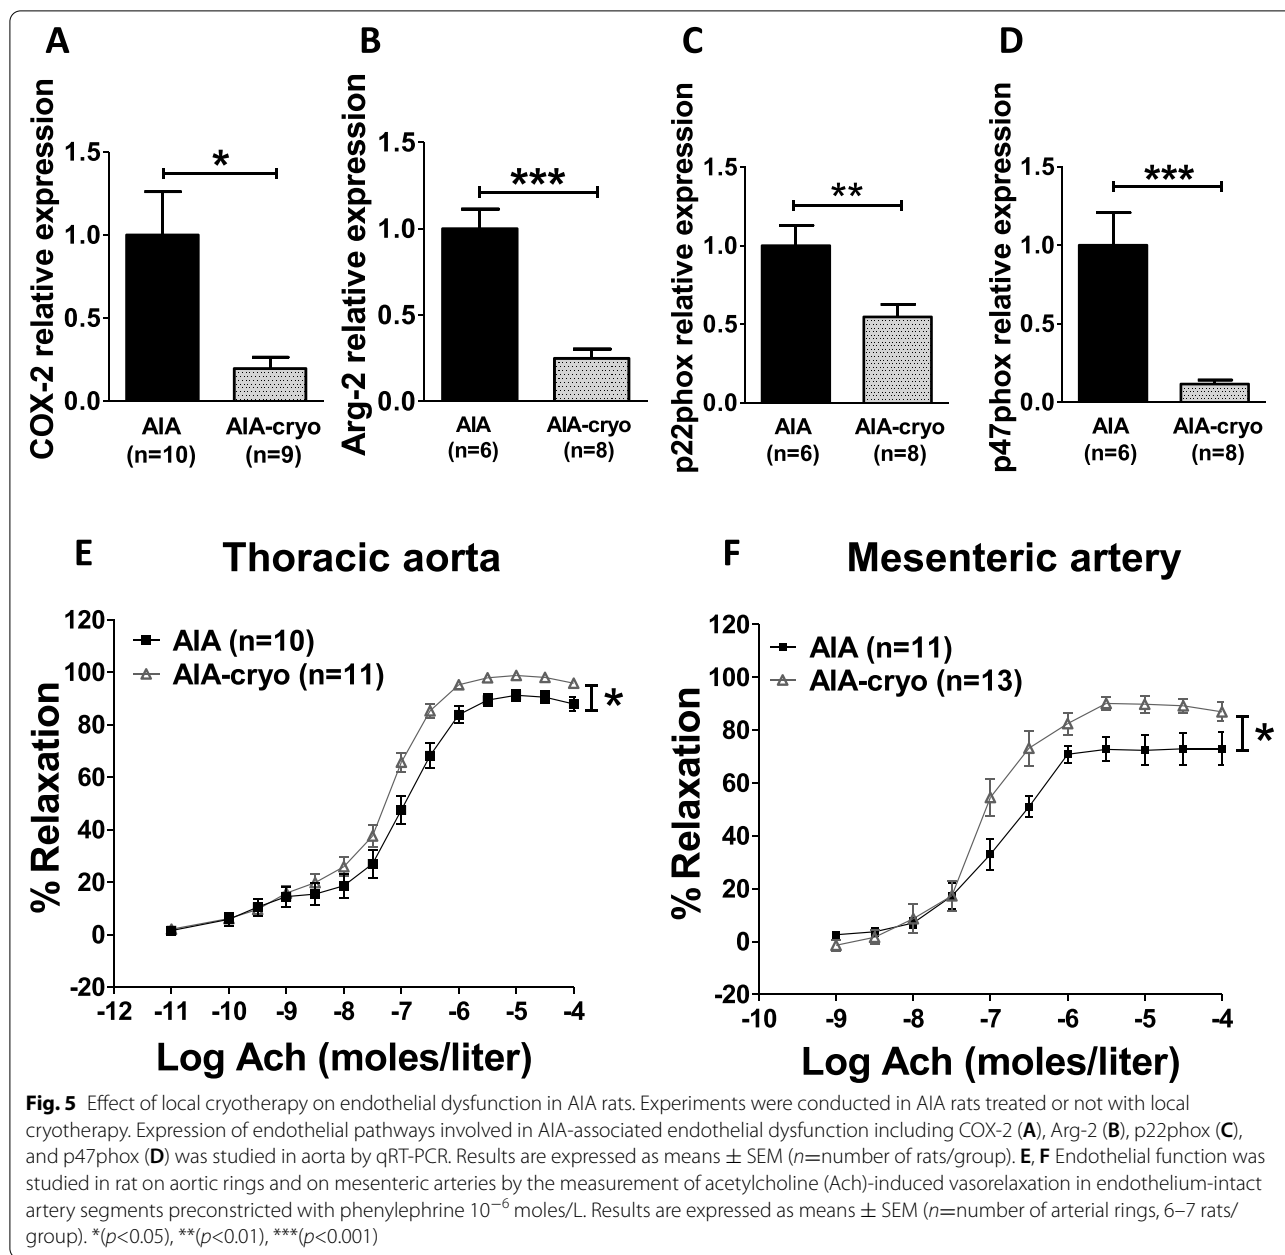 A
COX-2 relative expression
1.5
1.0
0.5
0.0
*
AIA
(n=10)
AIA-cryo
(n=9)
B
Arg-2 relative expression
1.5
1.0
0.5
0.0
***
AIA
(n=6)
AIA-cryo
(n=8)
C
p22phox relative expression
1.5
1.0
0.5
0.0
**
AIA
(n=6)
AIA-cryo
(n=8)
D
p47phox relative expression
1.5
1.0
0.5
0.0
***
AIA
(n=6)
AIA-cryo
(n=8)
E
Thoracic aorta
% Relaxation
120
100
80
60
40
20
0
-20
AIA (n=10)
AIA-cryo (n=11)
*
-12 -11 -10 -9 -8 -7 -6 -5 -4
Log Ach (moles/liter)
F
Mesenteric artery
% Relaxation
120
100
80
60
40
20
0
-20
AIA (n=11)
AIA-cryo (n=13)
*
-10 -9 -8 -7 -6 -5 -4
Log Ach (moles/liter)
Fig. 5 Effect of local cryotherapy on endothelial dysfunction in AIA rats. Experiments were conducted in AIA rats treated or not with local
cryotherapy. Expression of endothelial pathways involved in AIA-associated endothelial dysfunction including COX-2 (A), Arg-2 (B), p22phox (C),
and p47phox (D) was studied in aorta by qRT-PCR. Results are expressed as means ± SEM (n=number of rats/group). E, F Endothelial function was
studied in rat on aortic rings and on mesenteric arteries by the measurement of acetylcholine (Ach)-induced vasorelaxation in endothelium-intact
artery segments preconstricted with phenylephrine 10⁻⁶ moles/L. Results are expressed as means ± SEM (n=number of arterial rings, 6–7 rats/
group). *(p<0.05), **(p<0.01), ***(p<0.001)